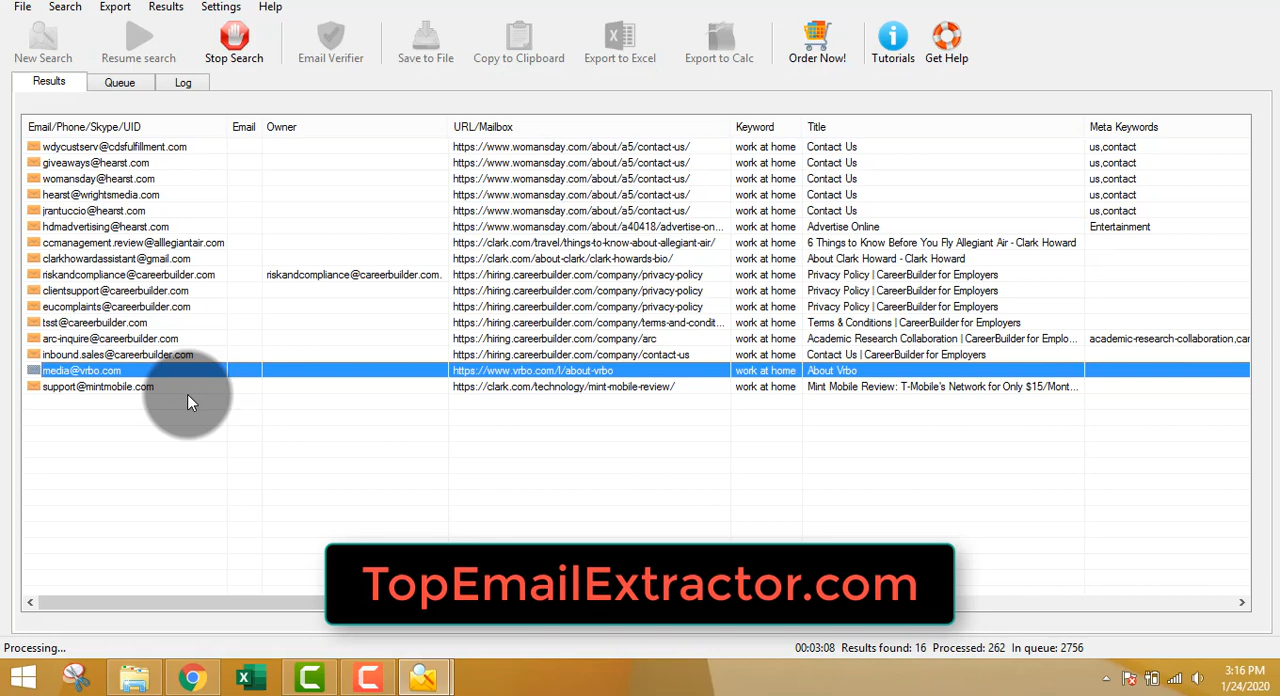 File Search Export Results Settings Help
New Search Resume search Stop Search Email Verifier Save to File Copy to Clipboard Export to Excel Export to Calc Order Now! Tutorials Get Help
Results Queue Log
Email/Phone/Skype/UID Email Owner URL/Mailbox Keyword Title Meta Keywords
wdycustserv@cdsfulfillment.com https://www.womansday.com/about/a5/contact-us/ work at home Contact Us us,contact
giveaways@hearst.com https://www.womansday.com/about/a5/contact-us/ work at home Contact Us us,contact
womansday@hearst.com https://www.womansday.com/about/a5/contact-us/ work at home Contact Us us,contact
hearst@wrightsmedia.com https://www.womansday.com/about/a5/contact-us/ work at home Contact Us us,contact
jrantuccio@hearst.com https://www.womansday.com/about/a5/contact-us/ work at home Contact Us us,contact
hdmadvertising@hearst.com https://www.womansday.com/about/a40418/advertise-on... work at home Advertise Online Entertainment
ccmanagement.review@alllegiantair.com https://clark.com/travel/things-to-know-about-allegiant-air/ work at home 6 Things to Know Before You Fly Allegiant Air - Clark Howard
clarkhowardassistant@gmail.com https://clark.com/about-clark/clark-howards-bio/ work at home About Clark Howard - Clark Howard
riskandcompliance@careerbuilder.com riskandcompliance@careerbuilder.com. https://hiring.careerbuilder.com/company/privacy-policy work at home Privacy Policy | CareerBuilder for Employers
clientsupport@careerbuilder.com https://hiring.careerbuilder.com/company/privacy-policy work at home Privacy Policy | CareerBuilder for Employers
eucomplaints@careerbuilder.com https://hiring.careerbuilder.com/company/privacy-policy work at home Privacy Policy | CareerBuilder for Employers
tsst@careerbuilder.com https://hiring.careerbuilder.com/company/terms-and-condit... work at home Terms & Conditions | CareerBuilder for Employers
arc-inquire@careerbuilder.com https://hiring.careerbuilder.com/company/arc work at home Academic Research Collaboration | CareerBuilder for Emplo... academic-research-collaboration,car
inbound.sales@careerbuilder.com https://hiring.careerbuilder.com/company/contact-us work at home Contact Us | CareerBuilder for Employers
media@vrbo.com https://www.vrbo.com/l/about-vrbo work at home About Vrbo
support@mintmobile.com https://clark.com/technology/mint-mobile-review/ work at home Mint Mobile Review: T-Mobile's Network for Only $15/Mont...
TopEmailExtractor.com
Processing... 00:03:08 Results found: 16 Processed: 262 In queue: 2756
3:16 PM
1/24/2020